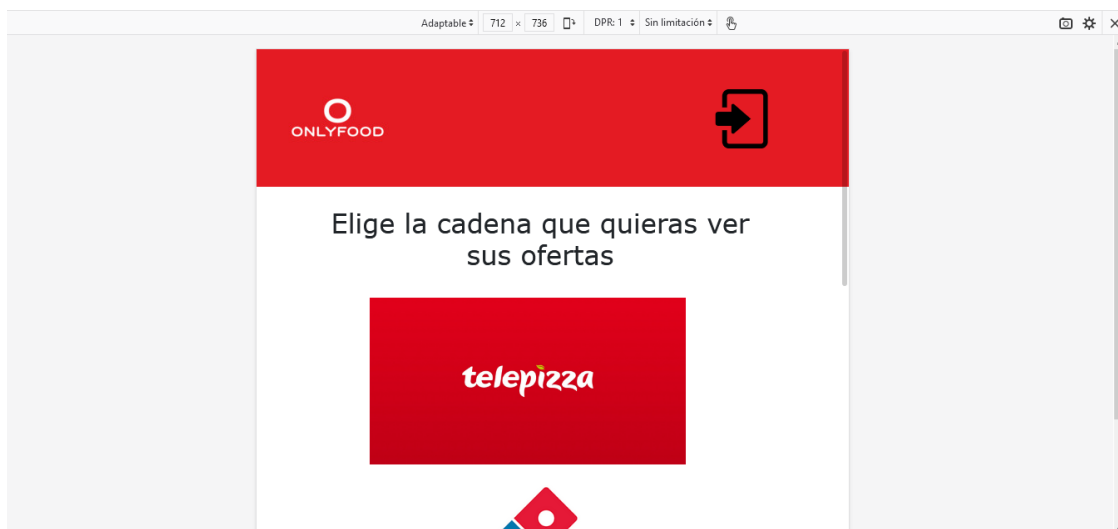 Adaptable 712 × 736 DPR: 1 Sin limitación
ONLYFOOD
Elige la cadena que quieras ver
sus ofertas
telepizza